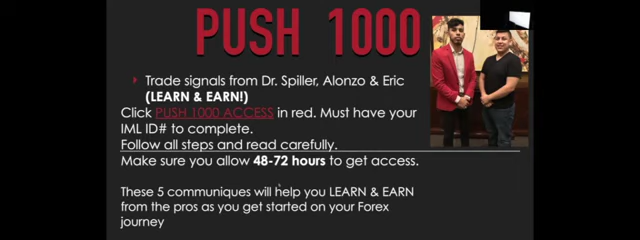 PUSH 1000
Trade signals from Dr. Spiller, Alonzo & Eric
(LEARN & EARN!)
Click PUSH 1000 ACCESS in red. Must have your
IML ID# to complete.
Follow all steps and read carefully.
Make sure you allow 48-72 hours to get access.
These 5 communiques will help you LEARN & EARN
from the pros as you get started on your Forex
journey